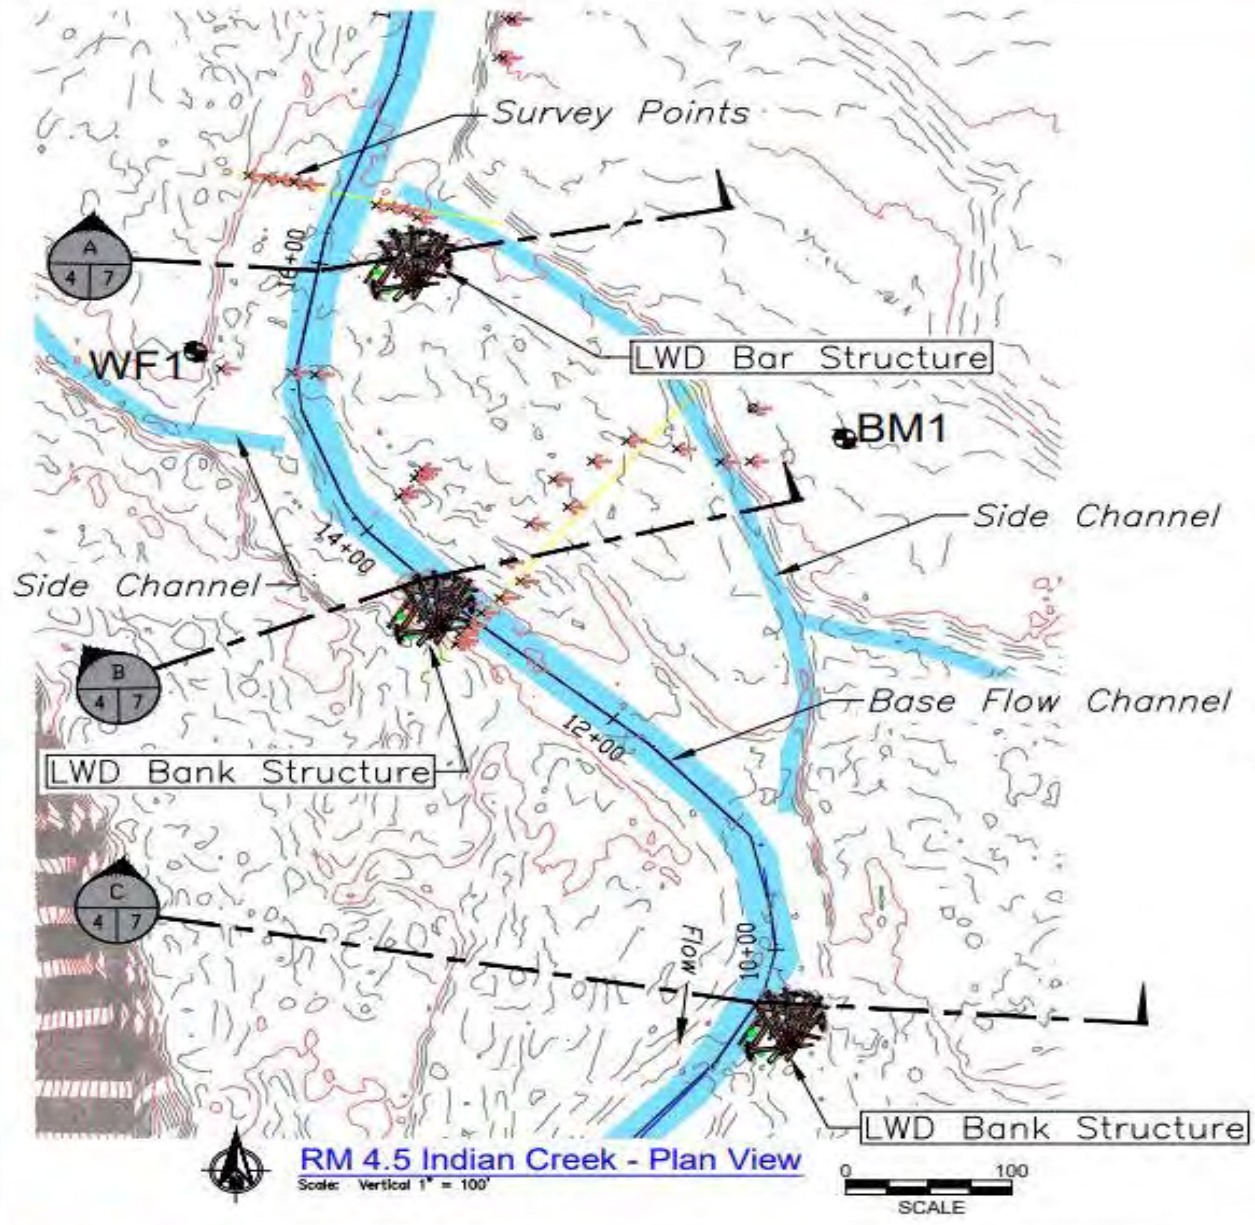 Survey Points
A
4 7
16+00
LWD Bar Structure
WF1
BM1
Side Channel
14+00
Side Channel
B
4 7
Base Flow Channel
12+00
LWD Bank Structure
C
4 7
Flow
10+00
LWD Bank Structure
RM 4.5 Indian Creek - Plan View
Scale: Vertical 1" = 100'
0 100
SCALE